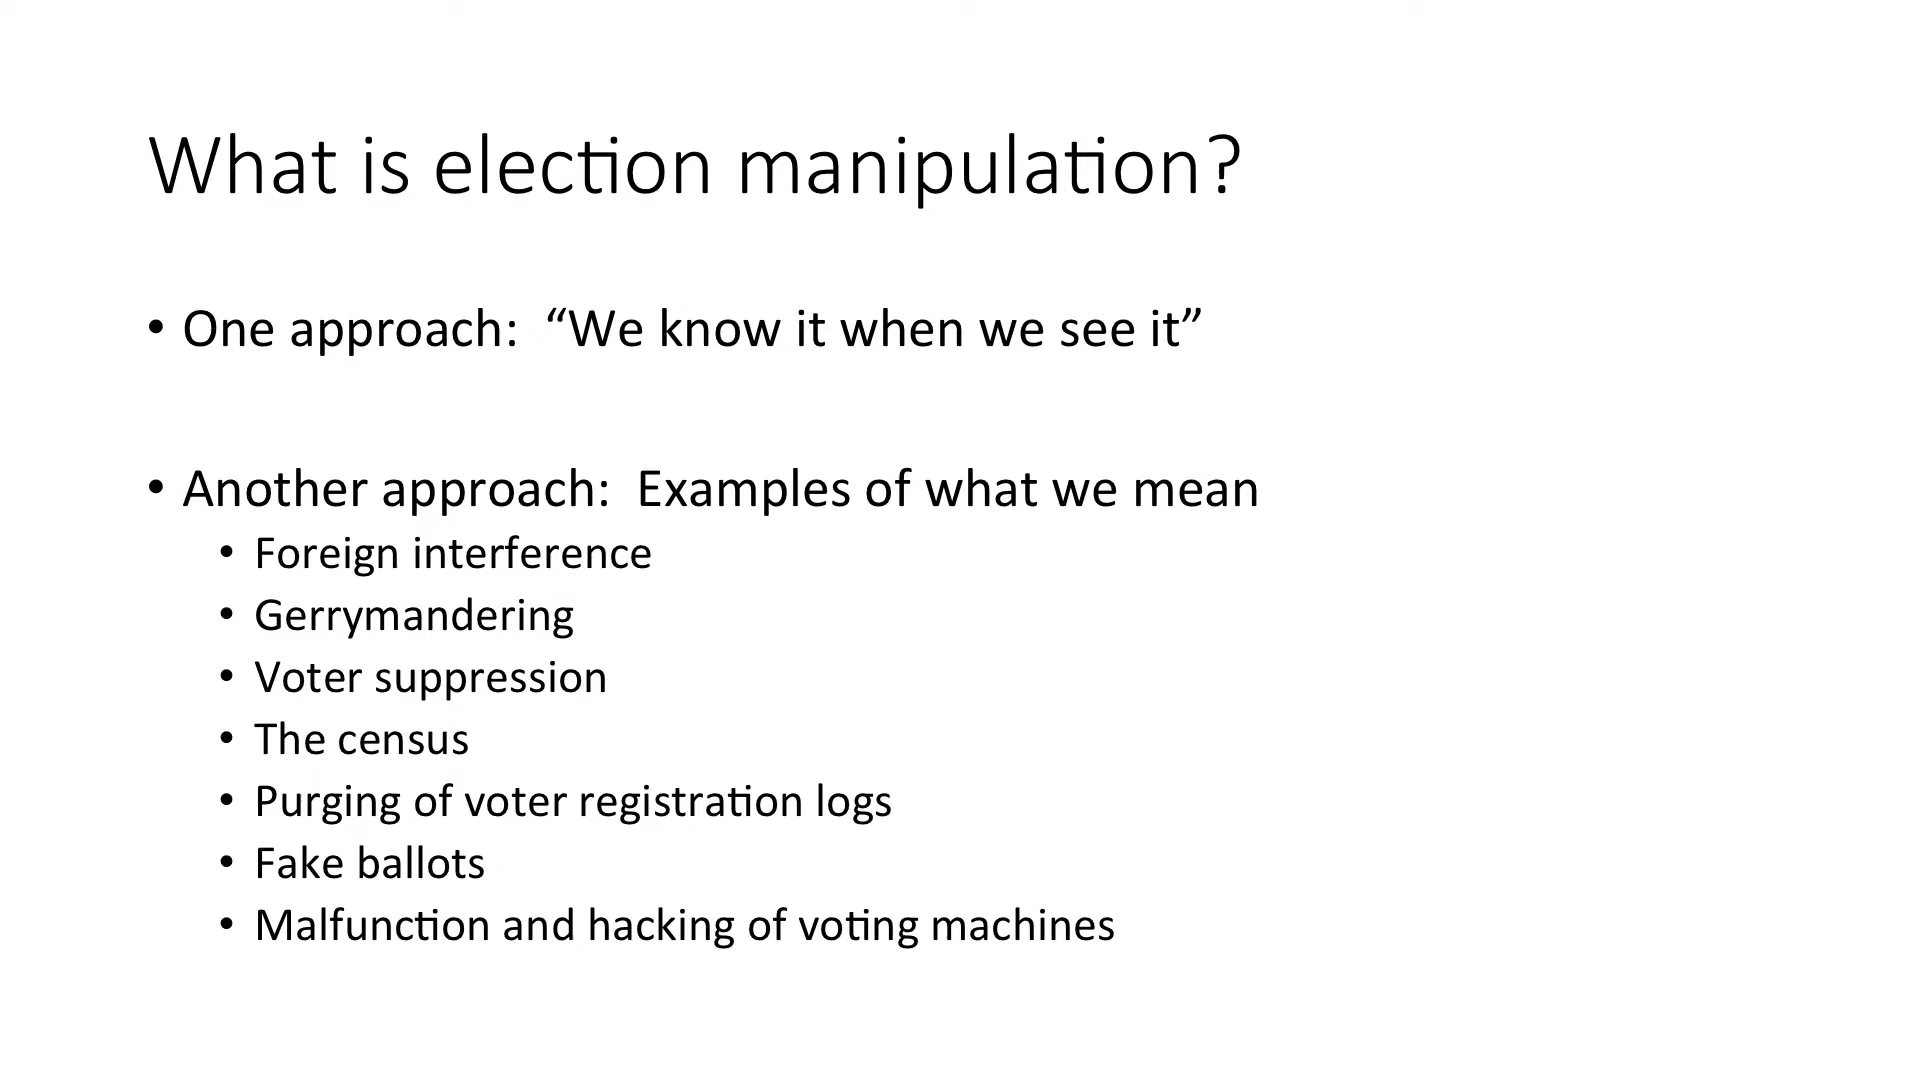 What is election manipulation?
• One approach:  “We know it when we see it”
• Another approach:  Examples of what we mean
• Foreign interference
• Gerrymandering
• Voter suppression
• The census
• Purging of voter registration logs
• Fake ballots
• Malfunction and hacking of voting machines